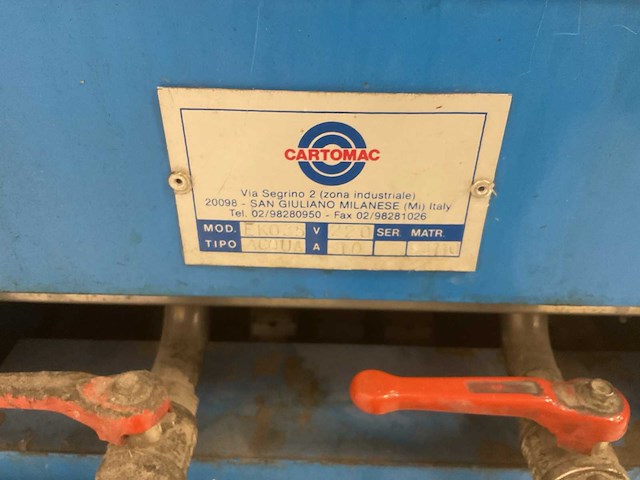 CARTOMAC
Via Segrino 2 (zona industriale)
20098 - SAN GIULIANO MILANESE (Mi) Italy
Tel. 02/98280950 - Fax 02/98281026
MOD. V SER. MATR.
TIPO ACQUA A